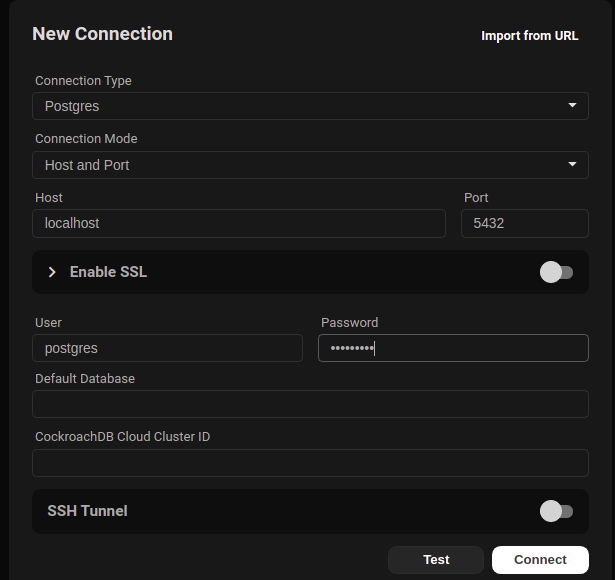 New Connection
Import from URL
Connection Type
Postgres
Connection Mode
Host and Port
Host
Port
localhost
5432
Enable SSL
User
Password
postgres
•••••••••
Default Database
CockroachDB Cloud Cluster ID
SSH Tunnel
Test
Connect